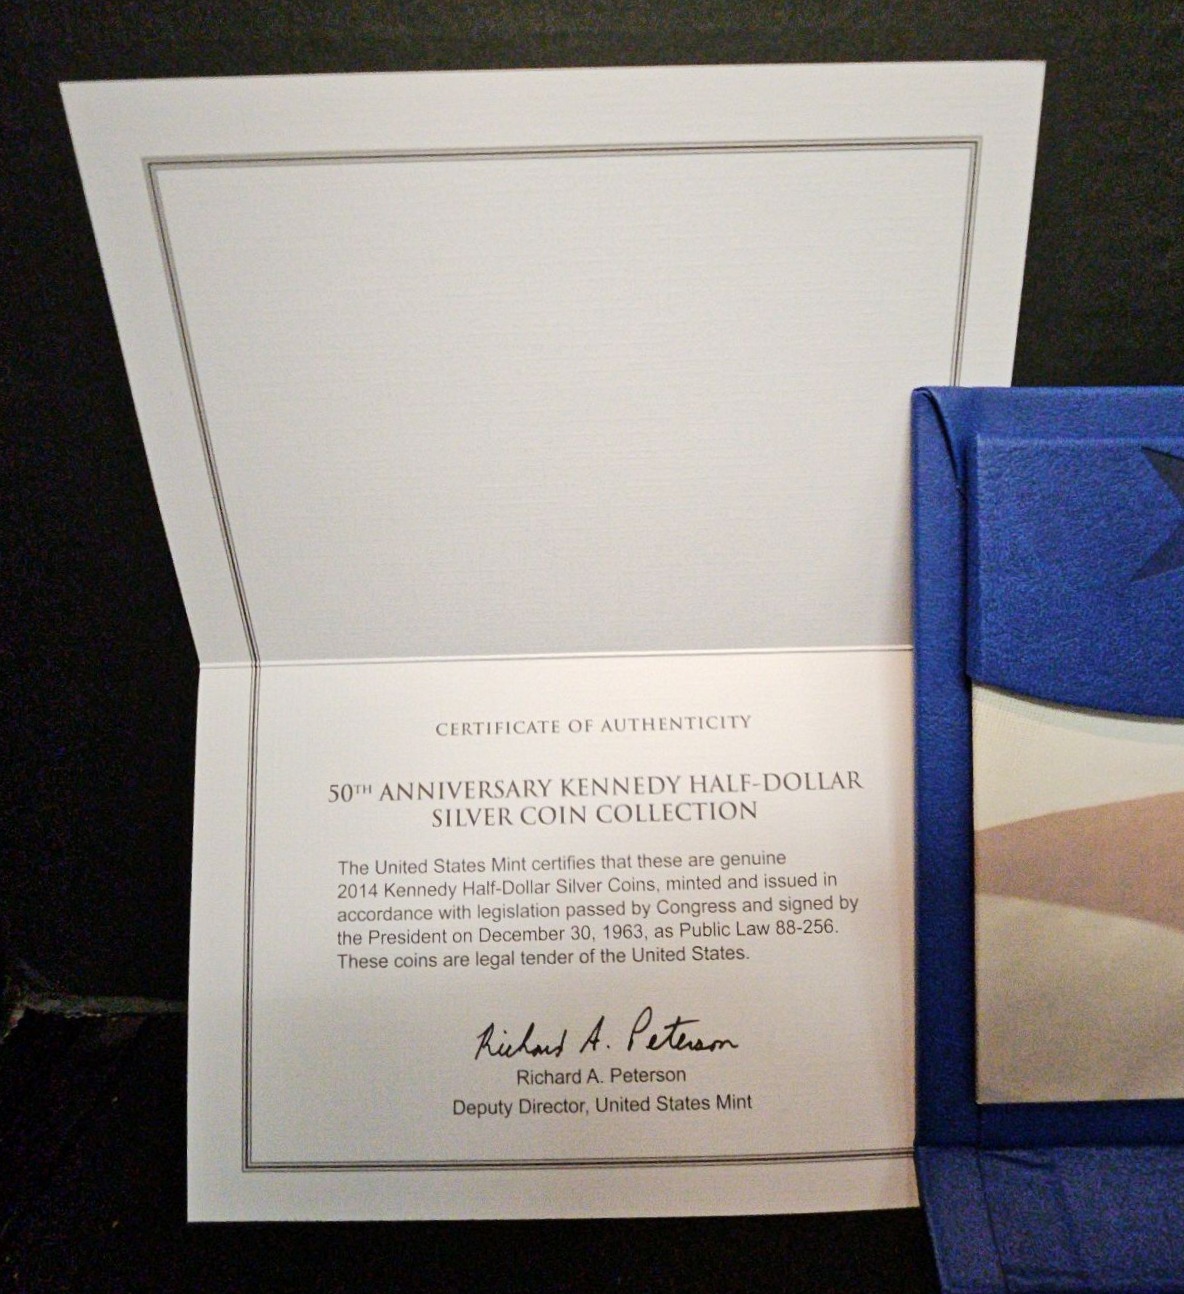 CERTIFICATE OF AUTHENTICITY
50TH ANNIVERSARY KENNEDY HALF-DOLLAR
SILVER COIN COLLECTION
The United States Mint certifies that these are genuine
2014 Kennedy Half-Dollar Silver Coins, minted and issued in
accordance with legislation passed by Congress and signed by
the President on December 30, 1963, as Public Law 88-256.
These coins are legal tender of the United States.
Richard A. Peterson
Richard A. Peterson
Deputy Director, United States Mint